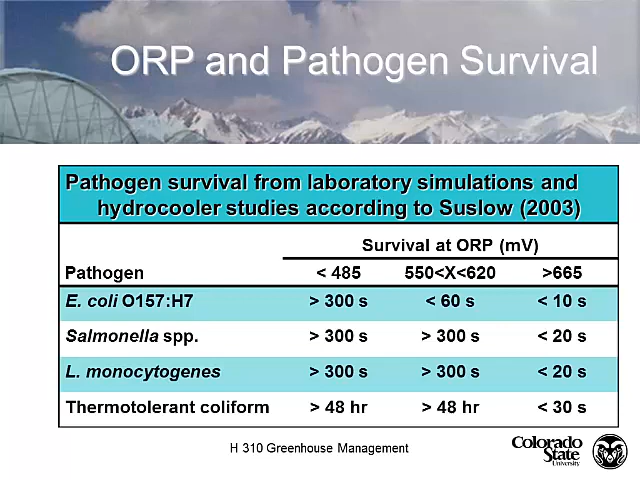 ORP and Pathogen Survival
Pathogen survival from laboratory simulations and
hydrocooler studies according to Suslow (2003)
Survival at ORP (mV)
Pathogen < 485 550<X<620 >665
E. coli O157:H7 > 300 s < 60 s < 10 s
Salmonella spp. > 300 s > 300 s < 20 s
L. monocytogenes > 300 s > 300 s < 20 s
Thermotolerant coliform > 48 hr > 48 hr < 30 s
H 310 Greenhouse Management
Colorado
State
University